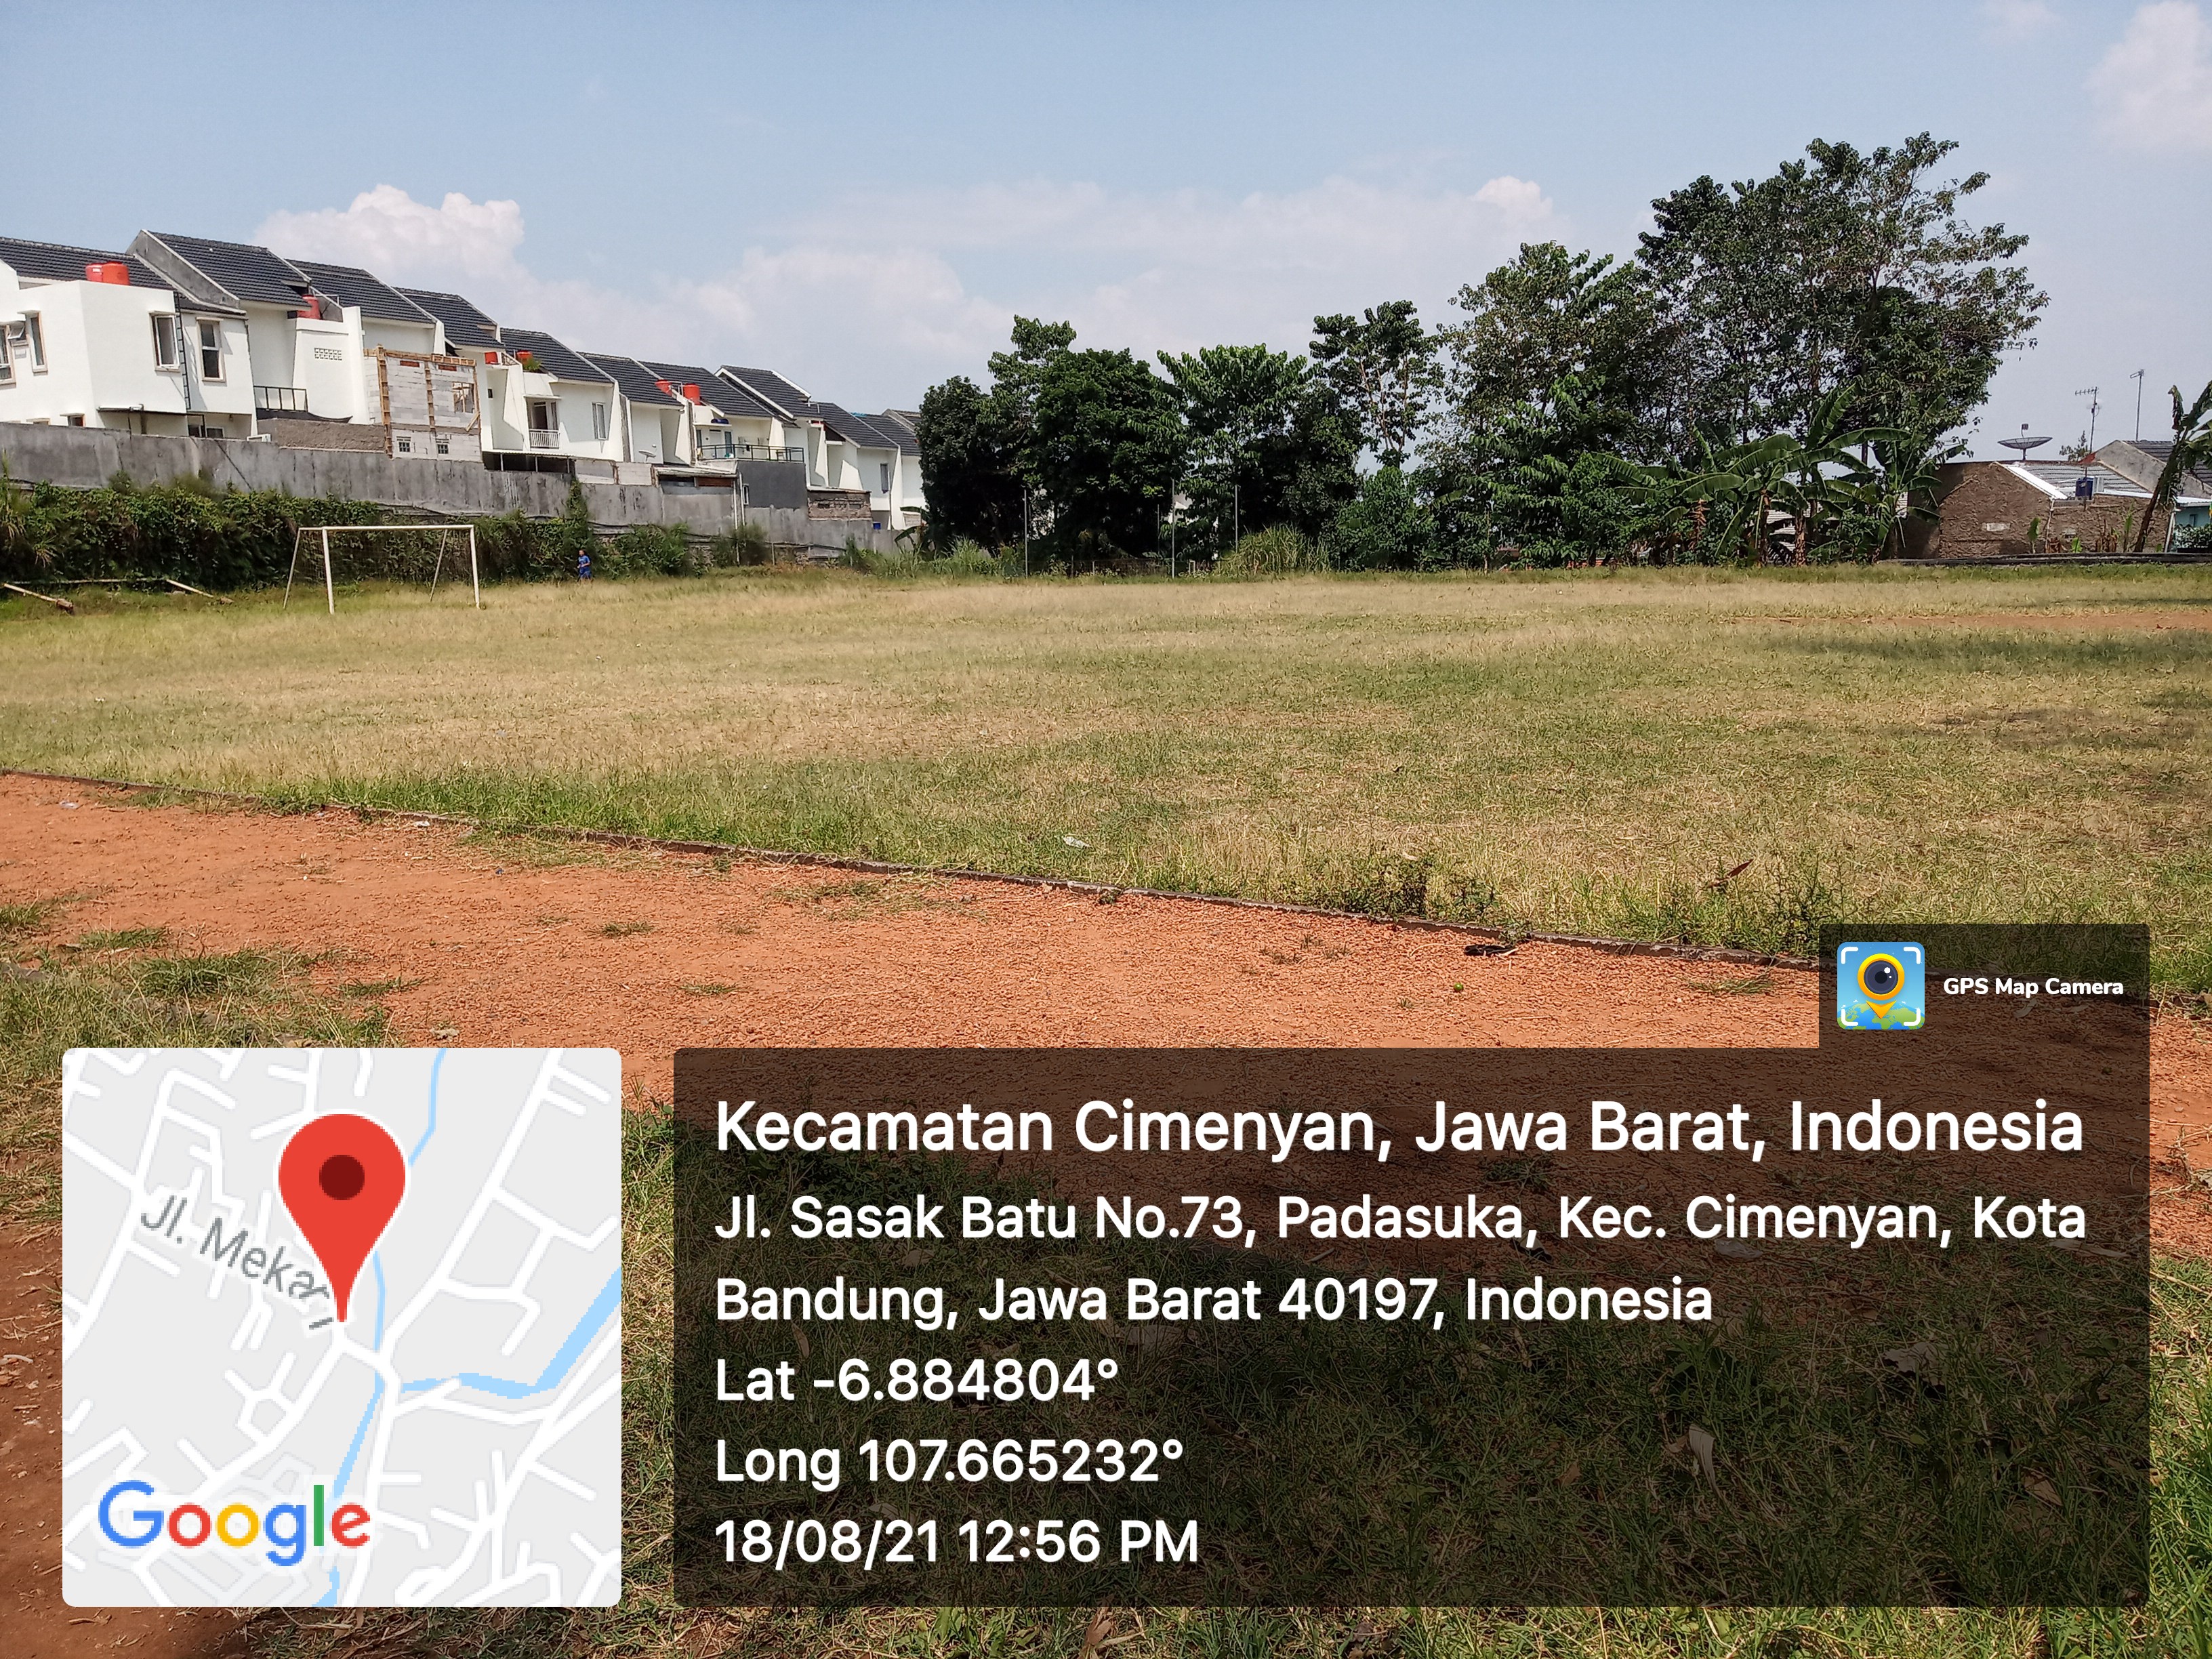 GPS Map Camera
Kecamatan Cimenyan, Jawa Barat, Indonesia
Jl. Sasak Batu No.73, Padasuka, Kec. Cimenyan, Kota
Bandung, Jawa Barat 40197, Indonesia
Lat -6.884804°
Long 107.665232°
18/08/21 12:56 PM
Jl. Mekar
Google